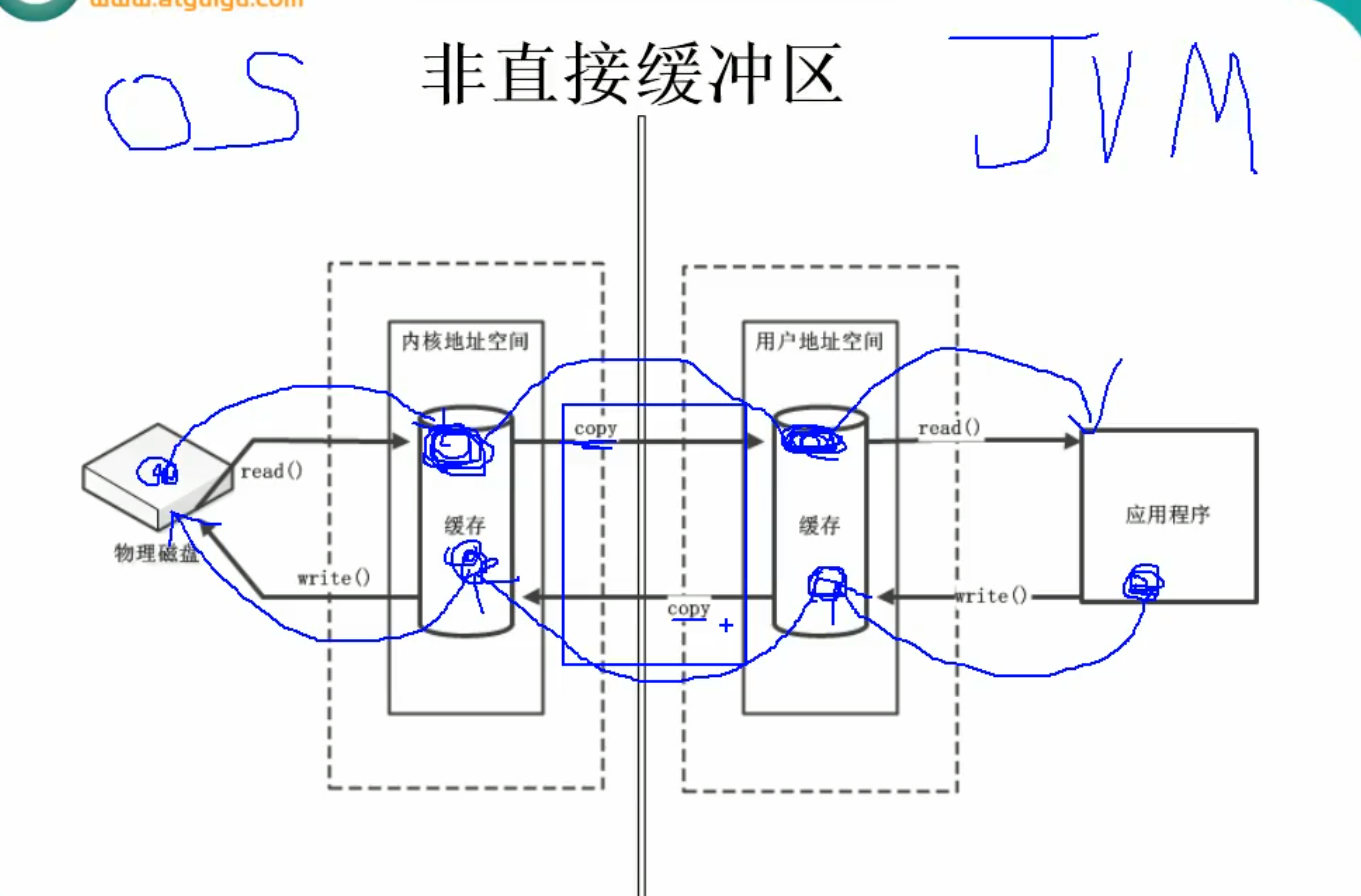 www.atguigu.com
OS
非直接缓冲区
JVM
内核地址空间
用户地址空间
copy
read()
read()
缓存
缓存
应用程序
物理磁盘
write()
copy
write()